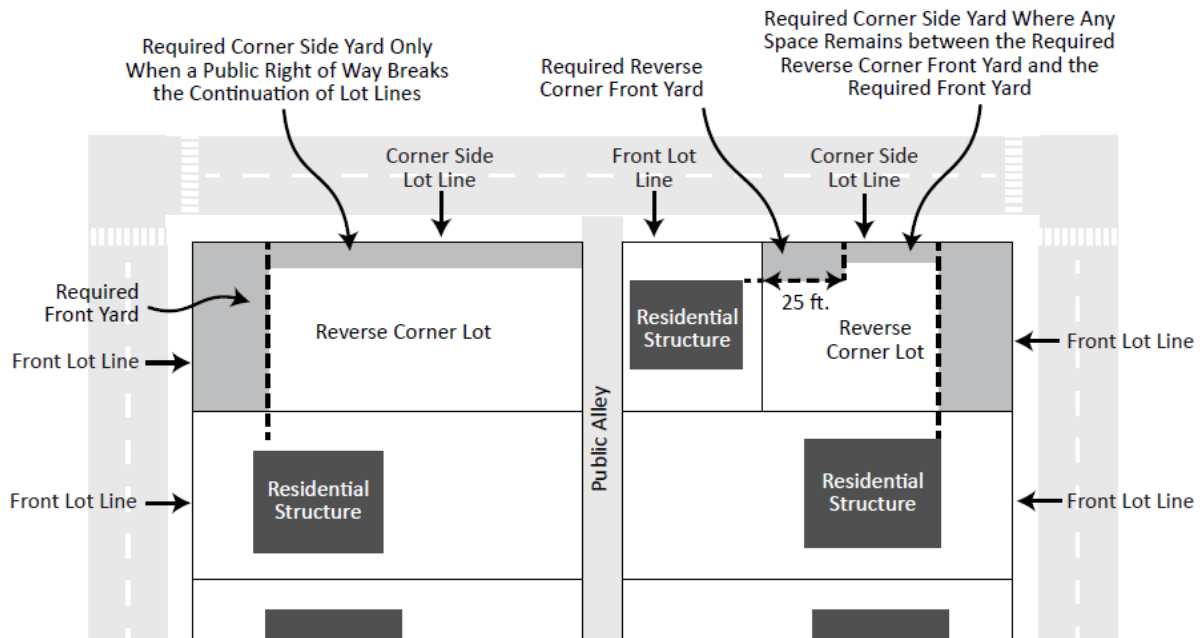 Required Corner Side Yard Only
When a Public Right of Way Breaks
the Continuation of Lot Lines
Required Reverse
Corner Front Yard
Required Corner Side Yard Where Any
Space Remains between the Required
Reverse Corner Front Yard and the
Required Front Yard
Corner Side
Lot Line
Front Lot
Line
Corner Side
Lot Line
Required
Front Yard
Reverse Corner Lot
Residential
Structure
25 ft.
Reverse
Corner Lot
Front Lot Line
Front Lot Line
Public Alley
Front Lot Line
Residential
Structure
Residential
Structure
Front Lot Line